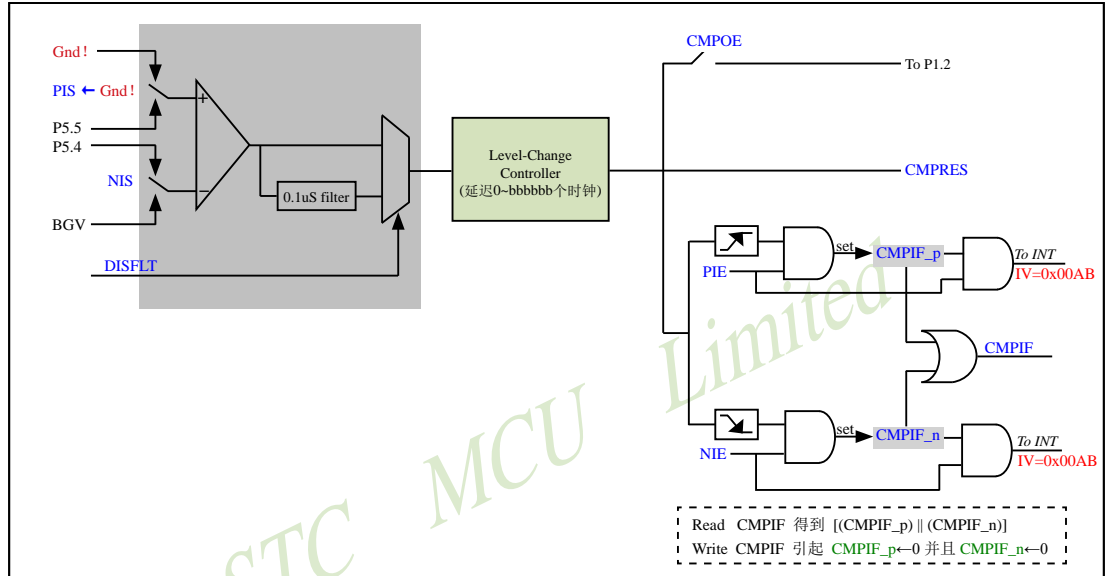 Gnd !
CMPOE
To P1.2
PIS ← Gnd !
+
P5.5
P5.4
NIS
−
0.1uS filter
BGV
DISFLT
Level-Change
Controller
(延迟0~bbbbbb个时钟)
CMPRES
PIE
set
CMPIF_p
To INT
IV=0x00AB
CMPIF
NIE
set
CMPIF_n
To INT
IV=0x00AB
Read CMPIF 得到 [(CMPIF_p) || (CMPIF_n)]
Write CMPIF 引起 CMPIF_p←0 并且 CMPIF_n←0
STC MCU Limited